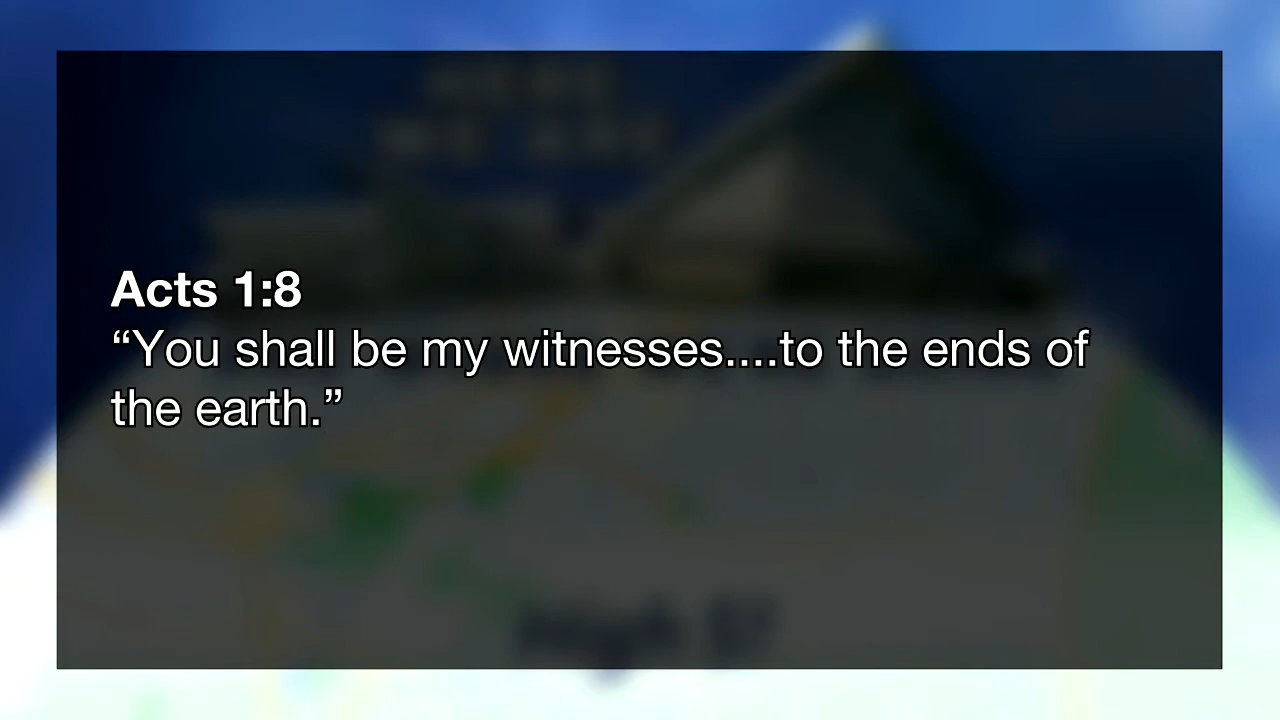 Acts 1:8
“You shall be my witnesses....to the ends of
the earth.”